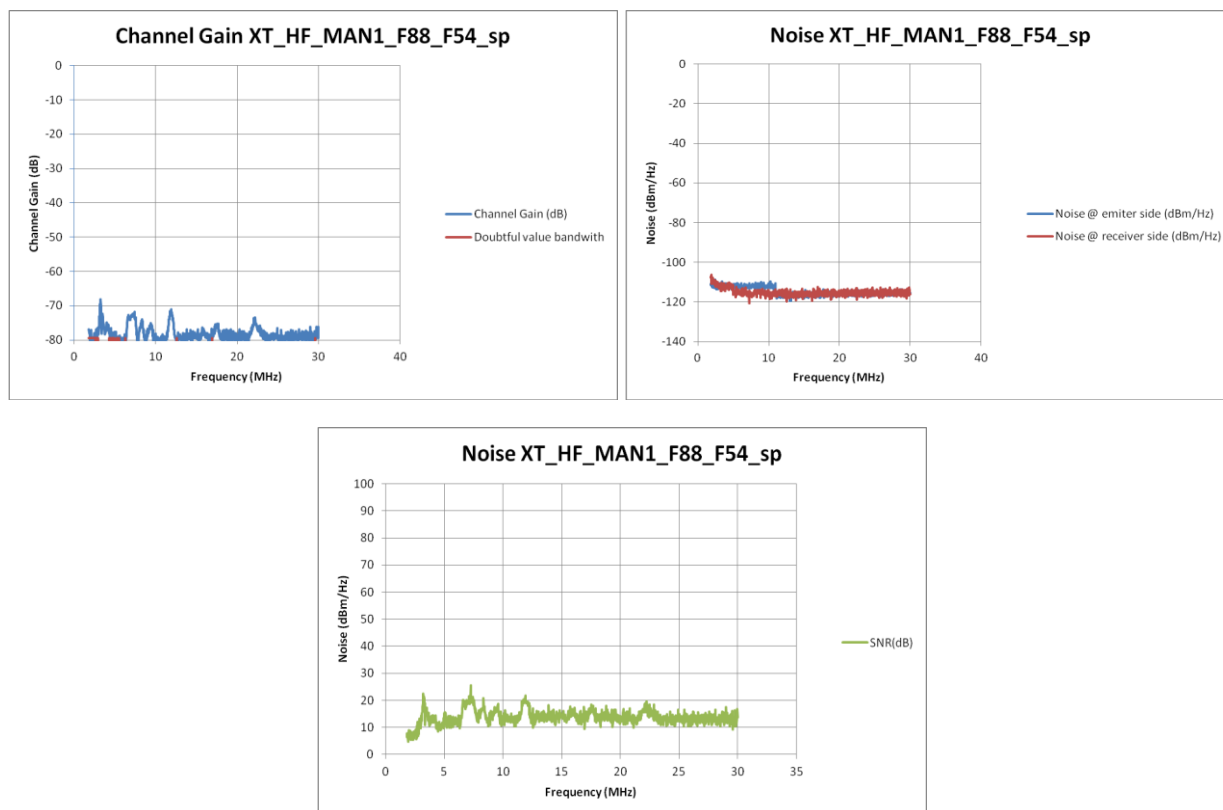 Channel Gain XT_HF_MAN1_F88_F54_sp
0
-10
-20
-30
-40
-50
-60
-70
-80
Channel Gain (dB)
0 10 20 30 40
Frequency (MHz)
Channel Gain (dB)
Doubtful value bandwith
Noise XT_HF_MAN1_F88_F54_sp
0
-20
-40
-60
-80
-100
-120
-140
Noise (dBm/Hz)
0 10 20 30 40
Frequency (MHz)
Noise @ emiter side (dBm/Hz)
Noise @ receiver side (dBm/Hz)
Noise XT_HF_MAN1_F88_F54_sp
100
90
80
70
60
50
40
30
20
10
0
Noise (dBm/Hz)
0 5 10 15 20 25 30 35
Frequency (MHz)
SNR(dB)